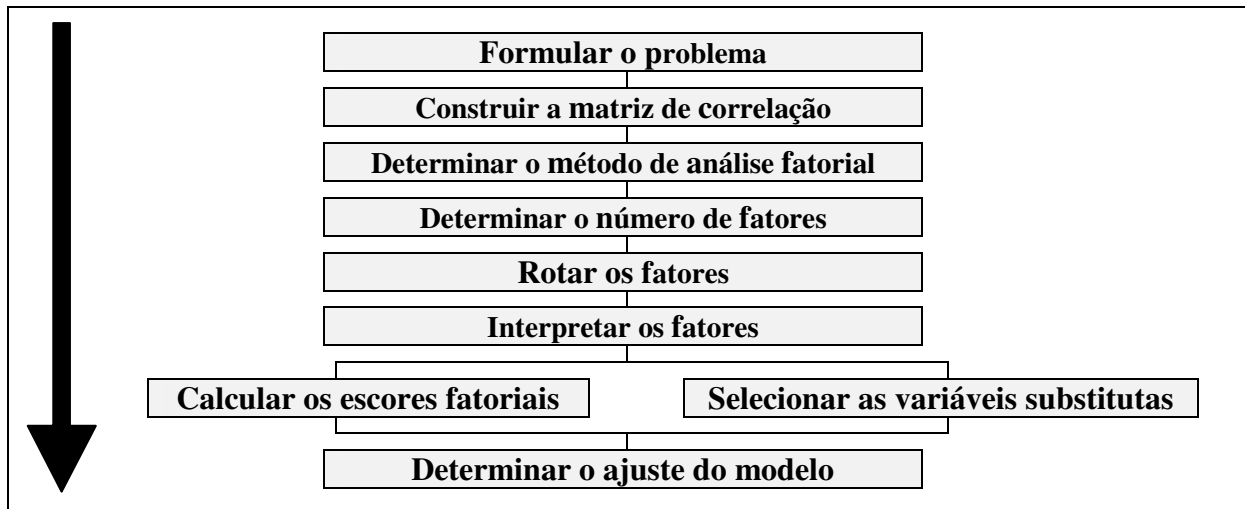 Formular o problema
Construir a matriz de correlação
Determinar o método de análise fatorial
Determinar o número de fatores
Rotar os fatores
Interpretar os fatores
Calcular os escores fatoriais
Selecionar as variáveis substitutas
Determinar o ajuste do modelo